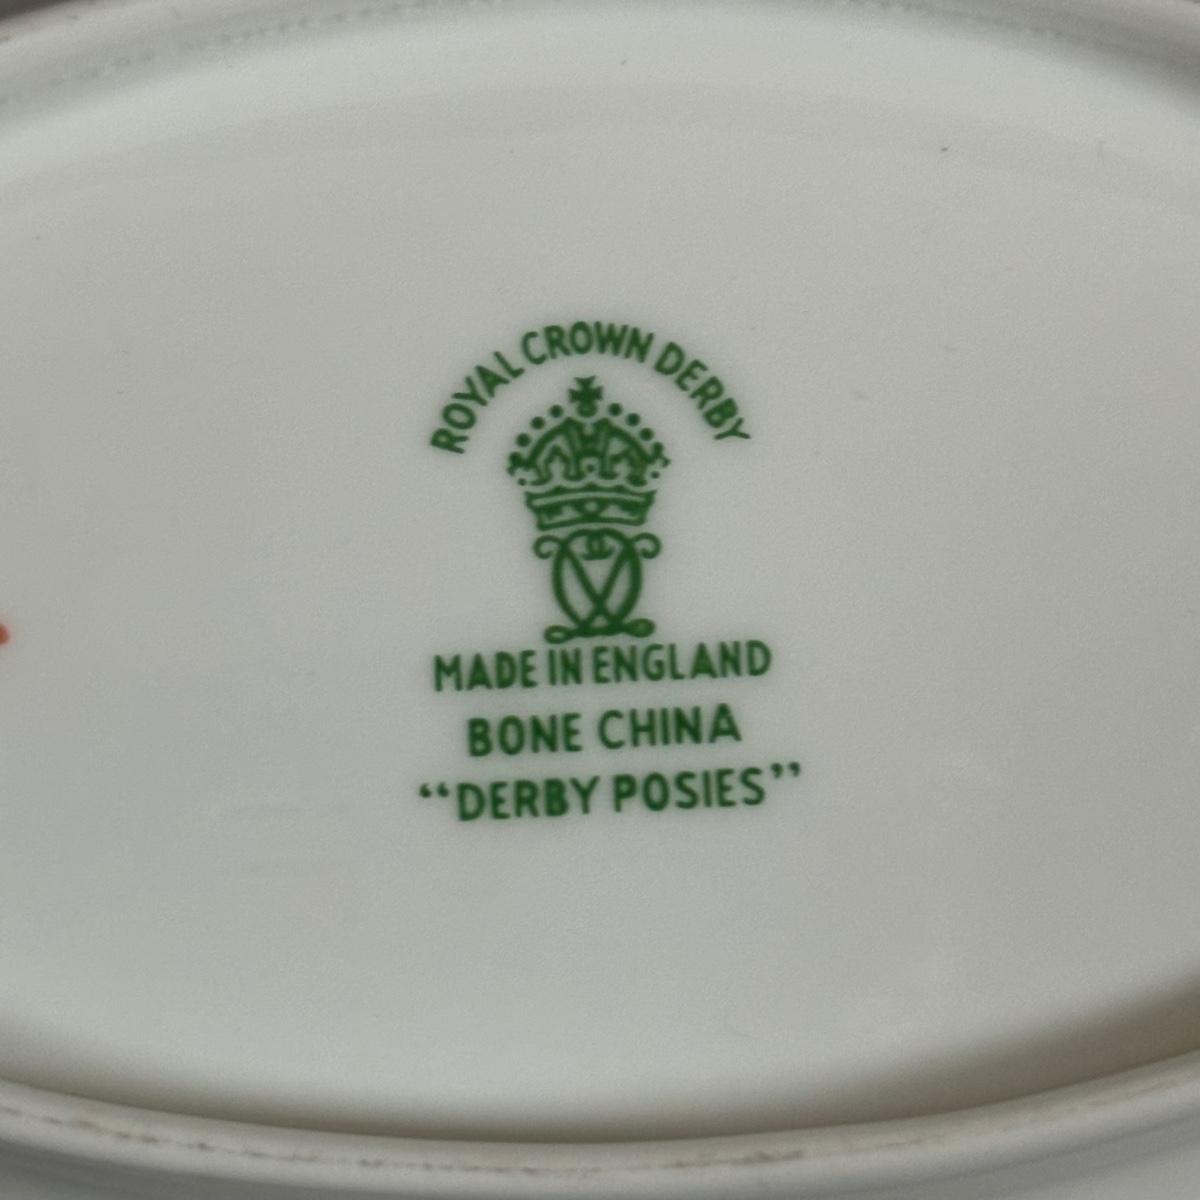 ROYAL CROWN DERBY
MADE IN ENGLAND
BONE CHINA
“DERBY POSIES”